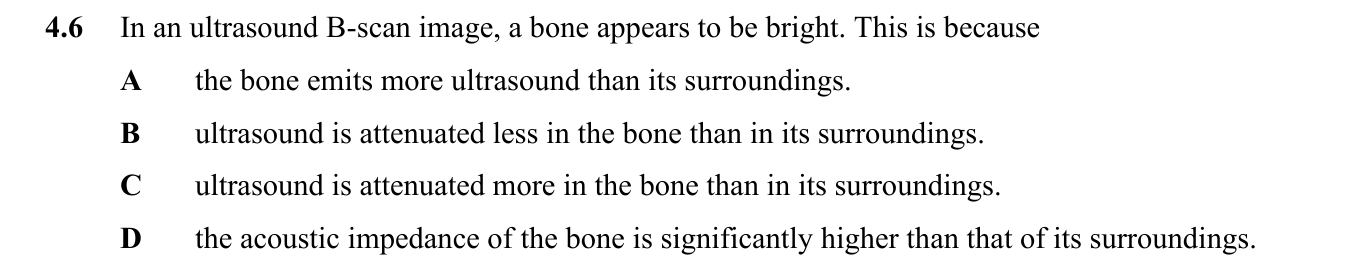 4.6 In an ultrasound B-scan image, a bone appears to be bright. This is because
A the bone emits more ultrasound than its surroundings.
B ultrasound is attenuated less in the bone than in its surroundings.
C ultrasound is attenuated more in the bone than in its surroundings.
D the acoustic impedance of the bone is significantly higher than that of its surroundings.